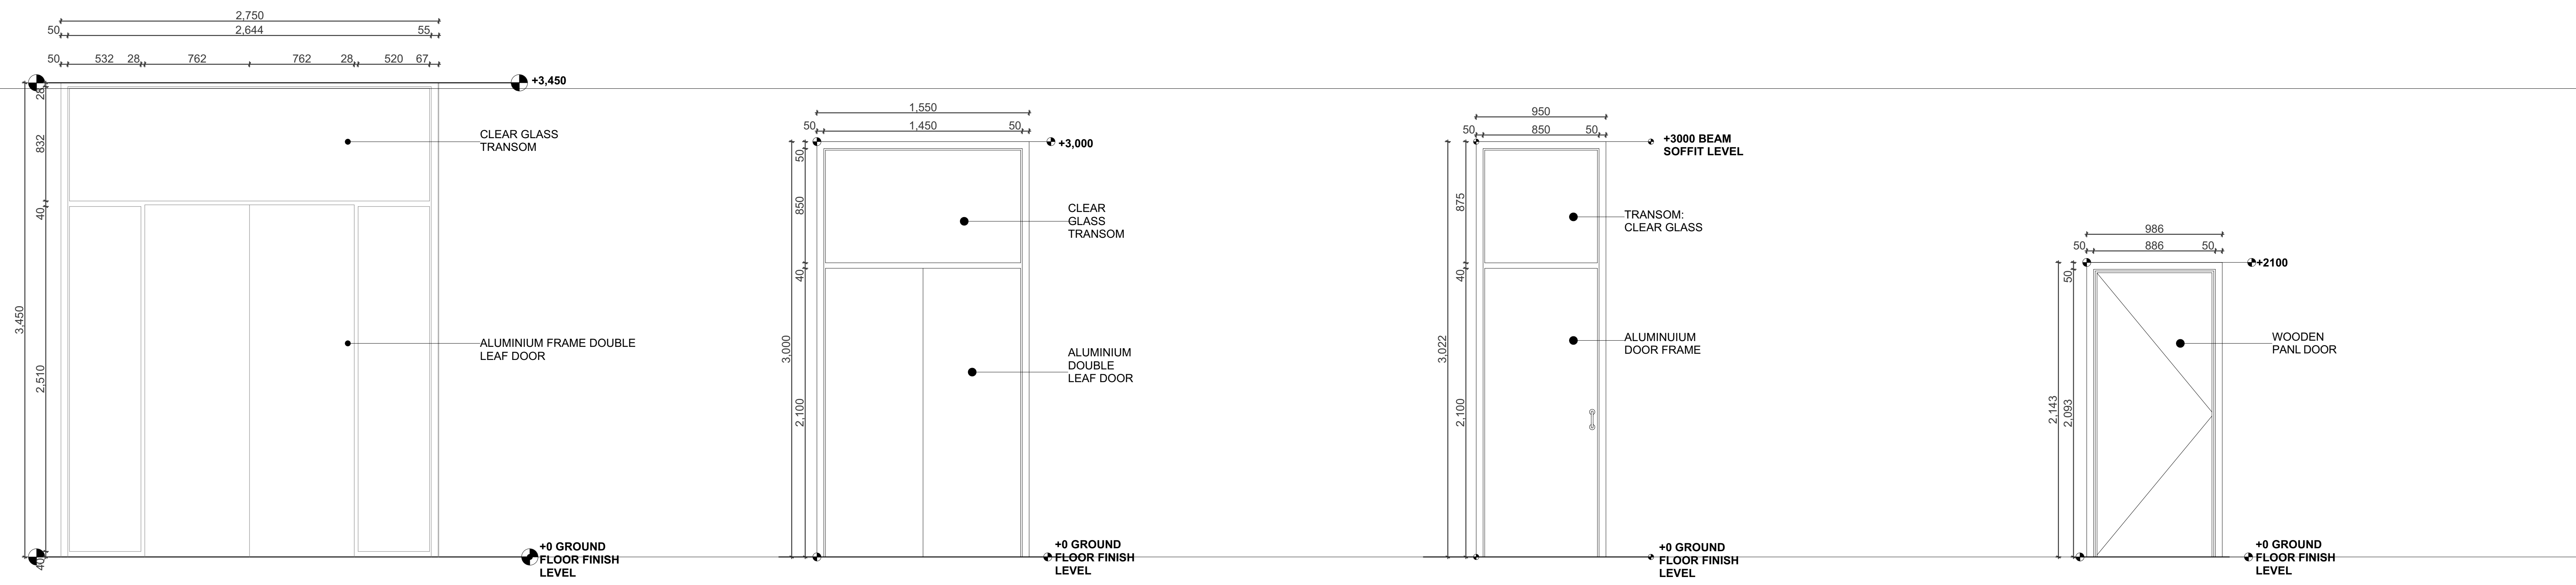 2,750
50 2,644 55
50 532 28 762 762 28 520 67
+3,450
28
832
40
2,510
40
3,450
CLEAR GLASS
TRANSOM
ALUMINIUM FRAME DOUBLE
LEAF DOOR
+0 GROUND
FLOOR FINISH
LEVEL
1,550
50 1,450 50
+3,000
50
850
40
2,100
3,000
CLEAR
GLASS
TRANSOM
ALUMINIUM
DOUBLE
LEAF DOOR
+0 GROUND
FLOOR FINISH
LEVEL
950
50 850 50
+3000 BEAM
SOFFIT LEVEL
875
40
2,100
3,022
TRANSOM:
CLEAR GLASS
ALUMINUIUM
DOOR FRAME
+0 GROUND
FLOOR FINISH
LEVEL
986
50 886 50
+2100
50
2,093
2,143
WOODEN
PANL DOOR
+0 GROUND
FLOOR FINISH
LEVEL